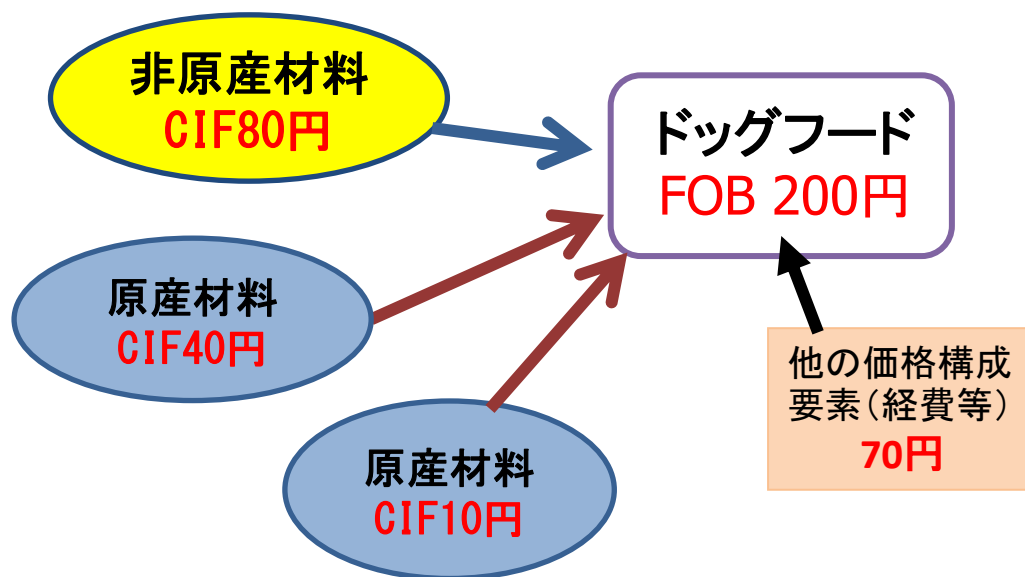 非原産材料
CIF80円
ドッグフード
FOB 200円
原産材料
CIF40円
他の価格構成
要素（経費等）
70円
原産材料
CIF10円